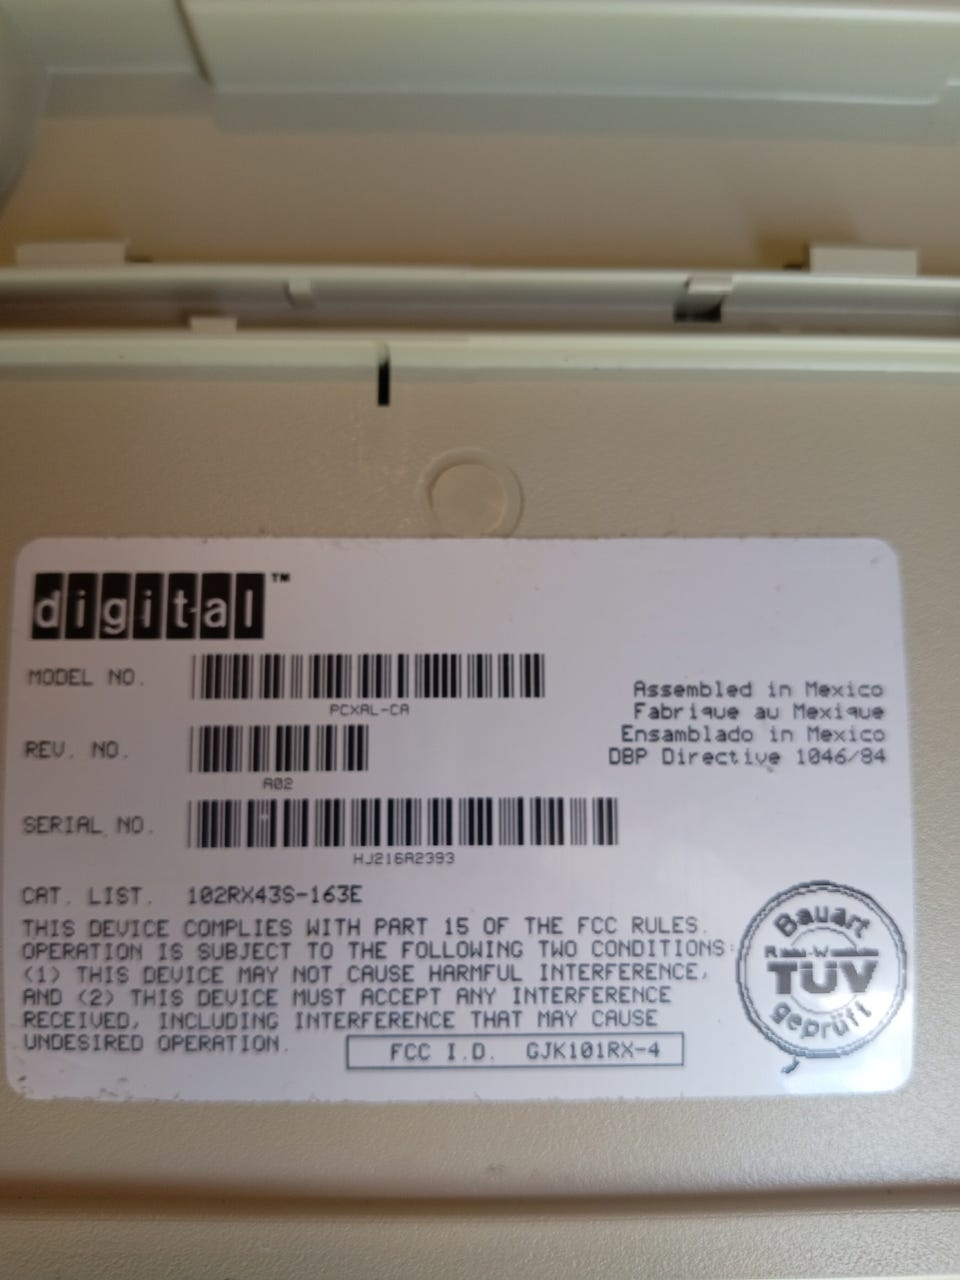 digital™
MODEL NO.
PCXAL-CA
REV. NO.
A02
SERIAL NO.
HJ216A2393
Assembled in Mexico
Fabrique au Mexique
Ensamblado in Mexico
DBP Directive 1046/84
CAT. LIST. 102RX43S-163E
THIS DEVICE COMPLIES WITH PART 15 OF THE FCC RULES.
OPERATION IS SUBJECT TO THE FOLLOWING TWO CONDITIONS:
(1) THIS DEVICE MAY NOT CAUSE HARMFUL INTERFERENCE,
AND (2) THIS DEVICE MUST ACCEPT ANY INTERFERENCE
RECEIVED, INCLUDING INTERFERENCE THAT MAY CAUSE
UNDESIRED OPERATION.
FCC I.D. GJK101RX-4
Bauart
R-W
TÜV
geprüft